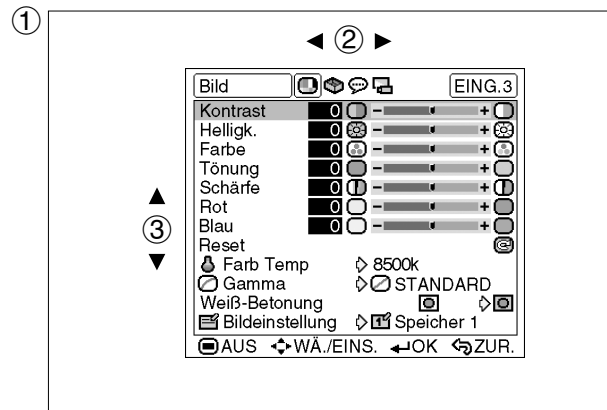 ①
◄ ② ►
Bild EING.3
Kontrast 0 − +
Helligk. 0 − +
Farbe 0 − +
Tönung 0 − +
Schärfe 0 − +
Rot 0 − +
Blau 0 − +
Reset
▲
③
▼
Farb Temp 8500k
Gamma STANDARD
Weiß-Betonung
Bildeinstellung 1 Speicher 1
AUS WÄ./EINS. OK ZUR.